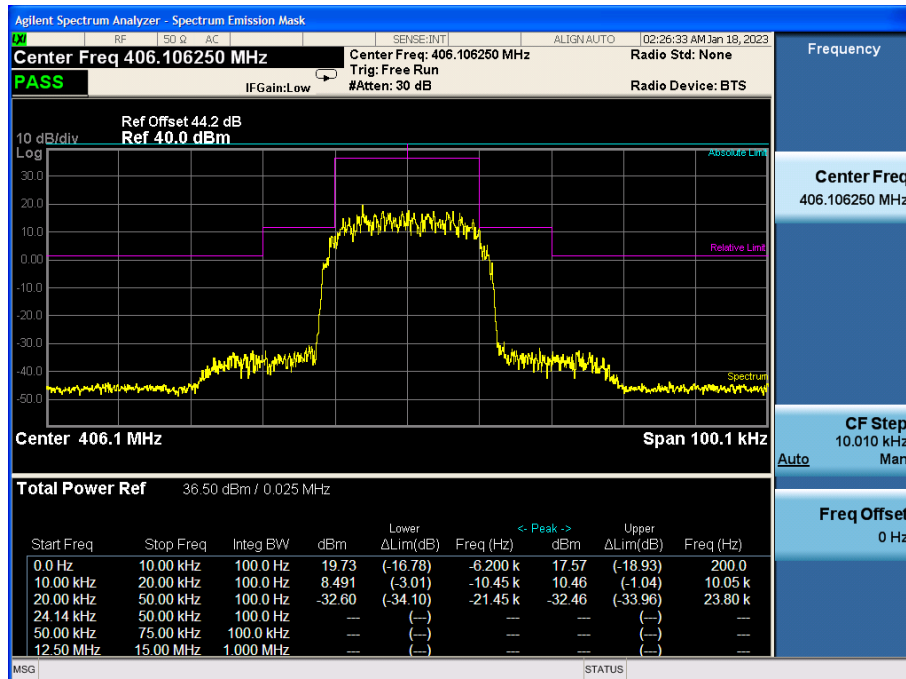 Agilent Spectrum Analyzer - Spectrum Emission Mask
LXI RF 50 Ω AC SENSE:INT ALIGN AUTO 02:26:33 AM Jan 18, 2023
Center Freq 406.106250 MHz
Center Freq: 406.106250 MHz Radio Std: None
Trig: Free Run
PASS IFGain:Low #Atten: 30 dB Radio Device: BTS
Ref Offset 44.2 dB
10 dB/div Ref 40.0 dBm
Log
Absolute Limit
30.0
20.0
10.0
Relative Limit
0.00
-10.0
-20.0
-30.0
-40.0
Spectrum
-50.0
Center 406.1 MHz Span 100.1 kHz
Total Power Ref 36.50 dBm / 0.025 MHz
Lower <- Peak -> Upper
Start Freq Stop Freq Integ BW dBm ΔLim(dB) Freq (Hz) dBm ΔLim(dB) Freq (Hz)
0.0 Hz 10.00 kHz 100.0 Hz 19.73 (-16.78) -6.200 k 17.57 (-18.93) 200.0
10.00 kHz 20.00 kHz 100.0 Hz 8.491 (-3.01) -10.45 k 10.46 (-1.04) 10.05 k
20.00 kHz 50.00 kHz 100.0 Hz -32.60 (-34.10) -21.45 k -32.46 (-33.96) 23.80 k
24.14 kHz 50.00 kHz 100.0 Hz --- (---) --- --- (---) ---
50.00 kHz 75.00 kHz 100.0 kHz --- (---) --- --- (---) ---
12.50 MHz 15.00 MHz 1.000 MHz --- (---) --- --- (---) ---
MSG STATUS
Frequency
Center Freq
406.106250 MHz
CF Step
10.010 kHz
Auto Man
Freq Offset
0 Hz